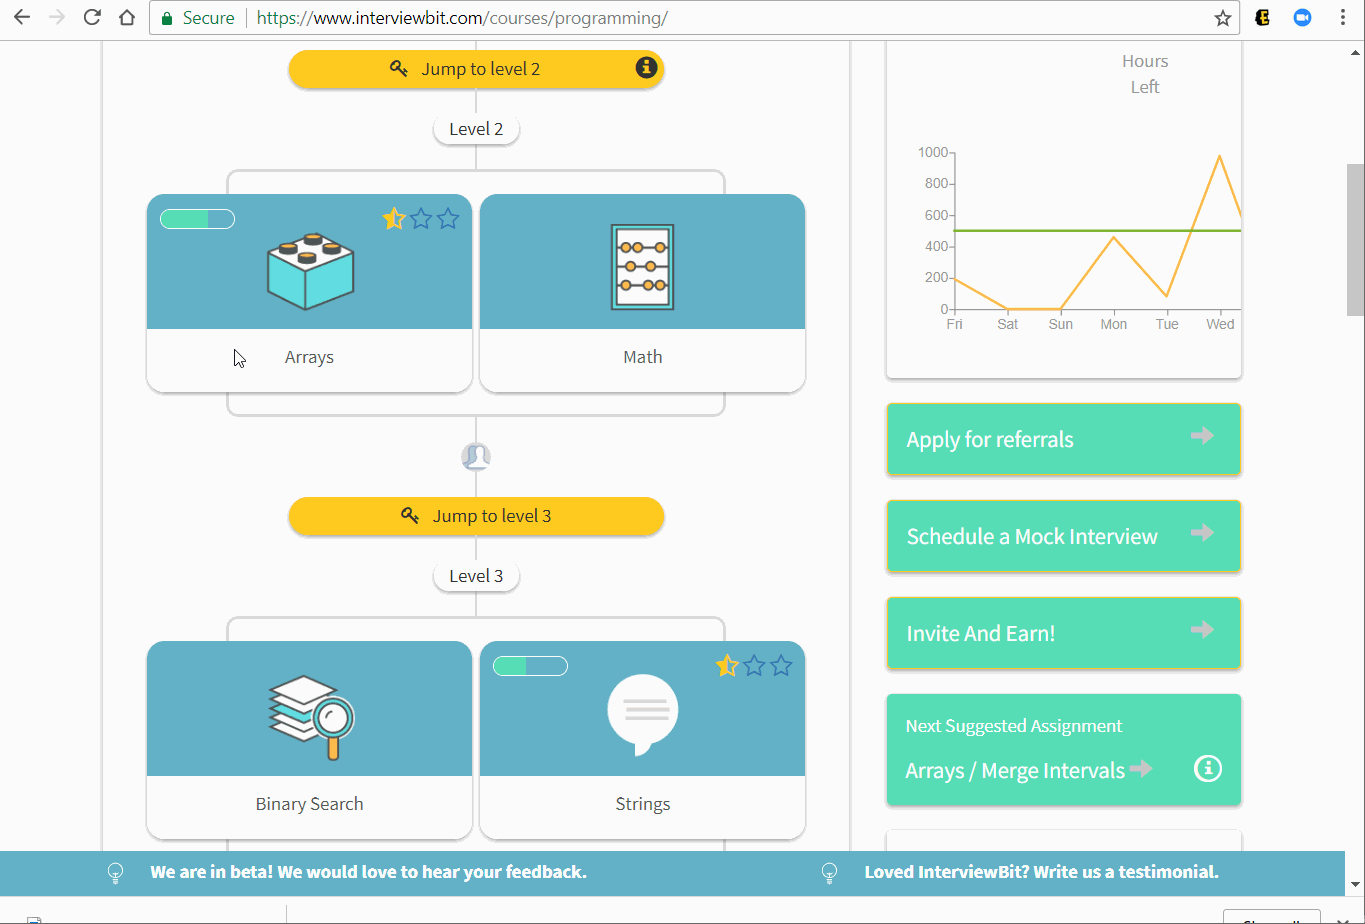 Secure
https://www.interviewbit.com/courses/programming/
Jump to level 2
Level 2
Arrays
Math
Jump to level 3
Level 3
Binary Search
Strings
Hours
Left
1000
800
600
400
200
0
Fri Sat Sun Mon Tue Wed
Apply for referrals
Schedule a Mock Interview
Invite And Earn!
Next Suggested Assignment
Arrays / Merge Intervals
We are in beta! We would love to hear your feedback.
Loved InterviewBit? Write us a testimonial.